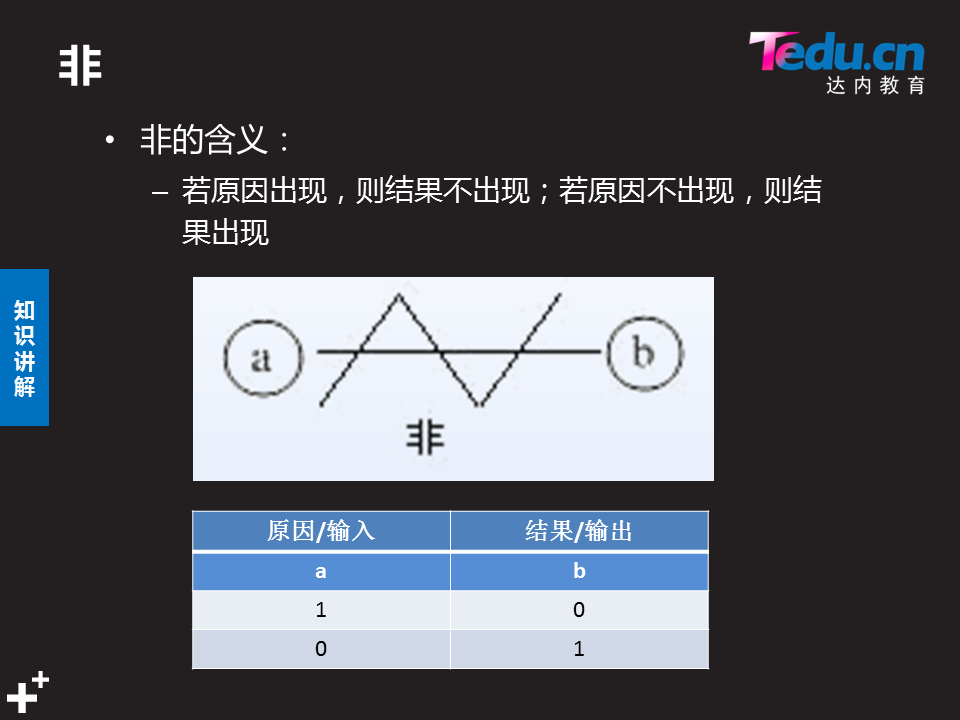 非
Tedu.cn
达内教育
• 非的含义：
– 若原因出现，则结果不出现；若原因不出现，则结
果出现
知识讲解
a
b
非
原因/输入 结果/输出
a b
1 0
0 1